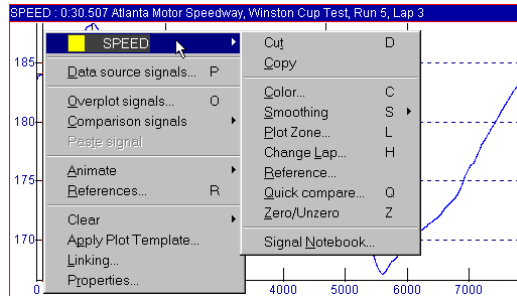 SPEED : 0:30.507 Atlanta Motor Speedway, Winston Cup Test, Run 5, Lap 3
SPEED
Data source signals... P
Overplot signals... O
Comparison signals
Paste signal
Animate
References... R
Clear
Apply Plot Template...
Linking...
Properties...
Cut D
Copy
Color... C
Smoothing S
Plot Zone... L
Change Lap... H
Reference...
Quick compare... Q
Zero/Unzero Z
Signal Notebook...
185
180
175
170
0 4000 5000 6000 7000